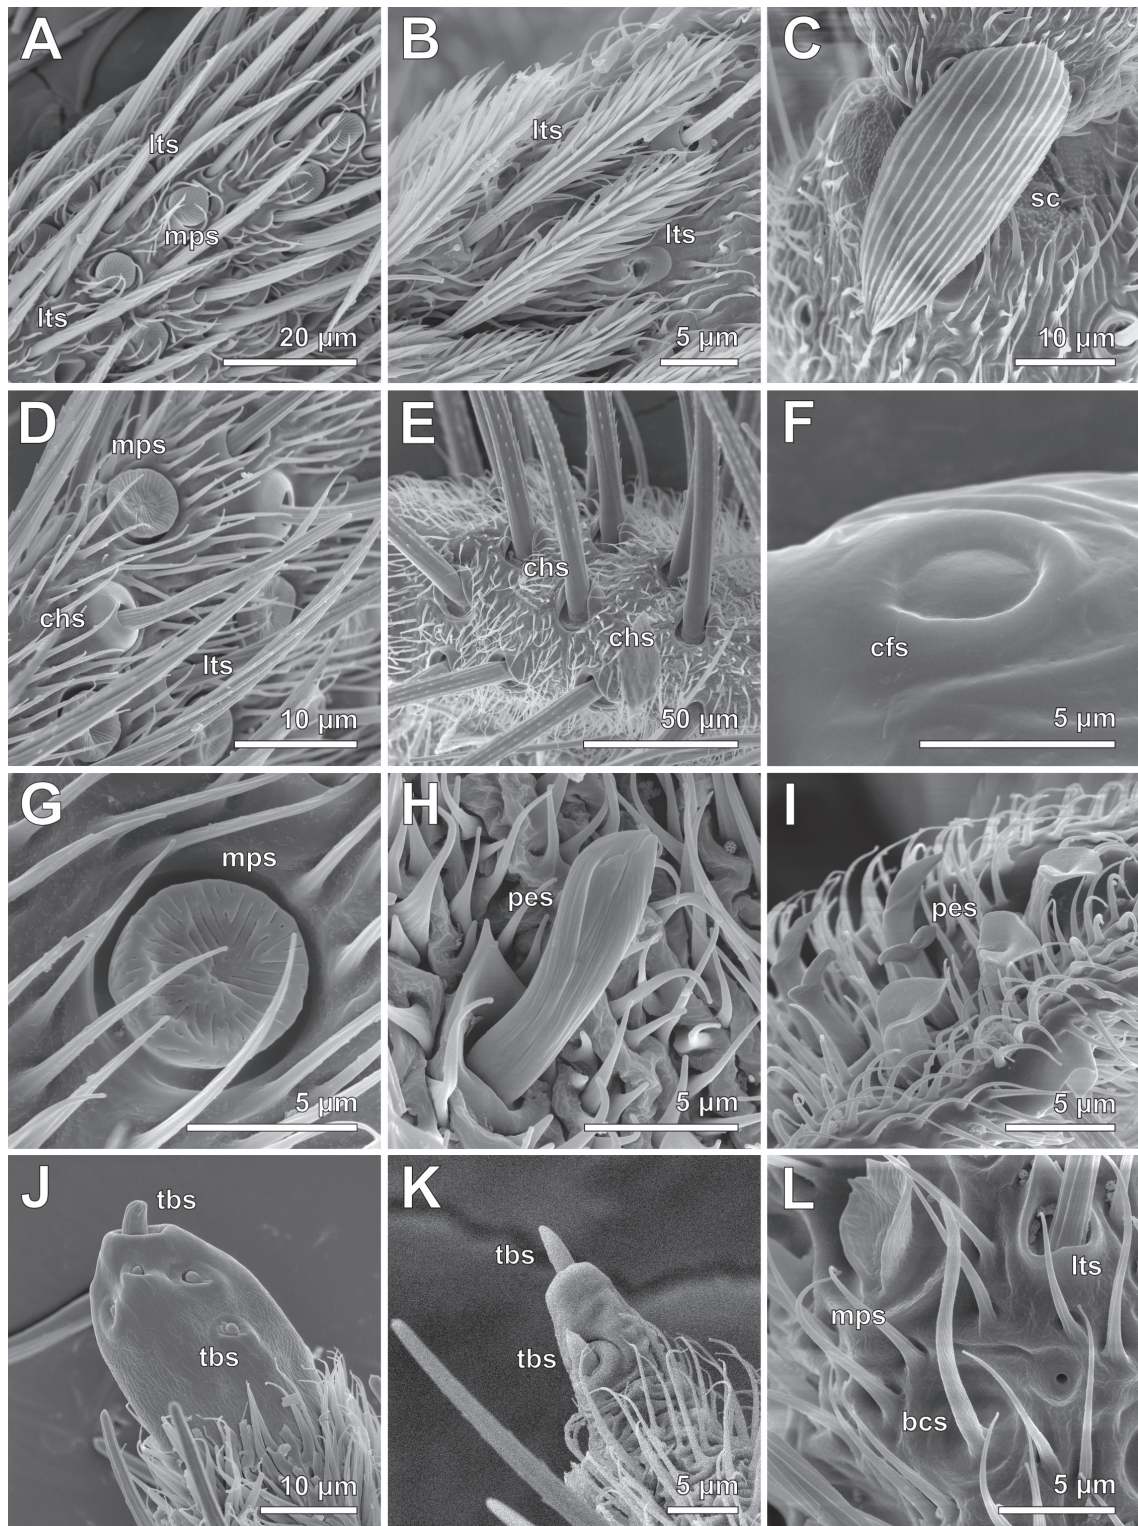 A
lts
mps
lts
20 µm
B
lts
lts
5 µm
C
sc
10 µm
D
mps
chs
lts
10 µm
E
chs
chs
50 µm
F
cfs
5 µm
G
mps
5 µm
H
pes
5 µm
I
pes
5 µm
J
tbs
tbs
10 µm
K
tbs
tbs
5 µm
L
lts
mps
bcs
5 µm